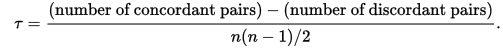 τ = (number of concordant pairs) − (number of discordant pairs) / n(n − 1)/2 .